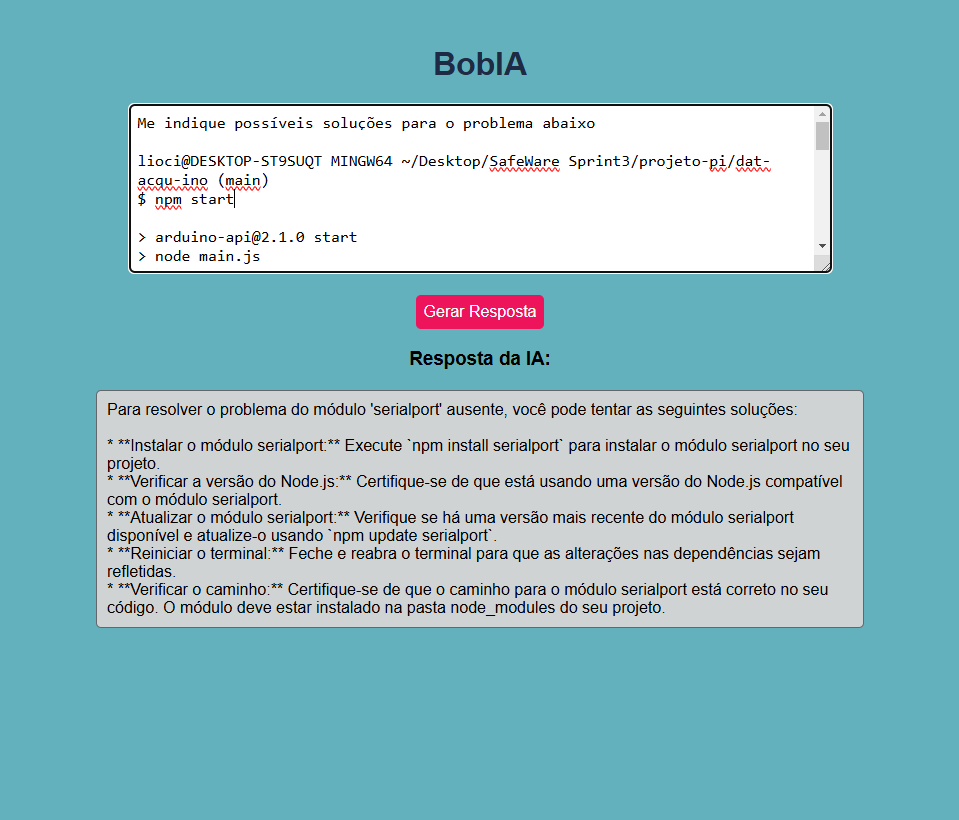 BobIA
Me indique possíveis soluções para o problema abaixo
lioci@DESKTOP-ST9SUQT MINGW64 ~/Desktop/SafeWare Sprint3/projeto-pi/dat-
acqu-ino (main)
$ npm start
> arduino-api@2.1.0 start
> node main.js
Gerar Resposta
Resposta da IA:
Para resolver o problema do módulo 'serialport' ausente, você pode tentar as seguintes soluções:
* **Instalar o módulo serialport:** Execute `npm install serialport` para instalar o módulo serialport no seu
projeto.
* **Verificar a versão do Node.js:** Certifique-se de que está usando uma versão do Node.js compatível
com o módulo serialport.
* **Atualizar o módulo serialport:** Verifique se há uma versão mais recente do módulo serialport
disponível e atualize-o usando `npm update serialport`.
* **Reiniciar o terminal:** Feche e reabra o terminal para que as alterações nas dependências sejam
refletidas.
* **Verificar o caminho:** Certifique-se de que o caminho para o módulo serialport está correto no seu
código. O módulo deve estar instalado na pasta node_modules do seu projeto.